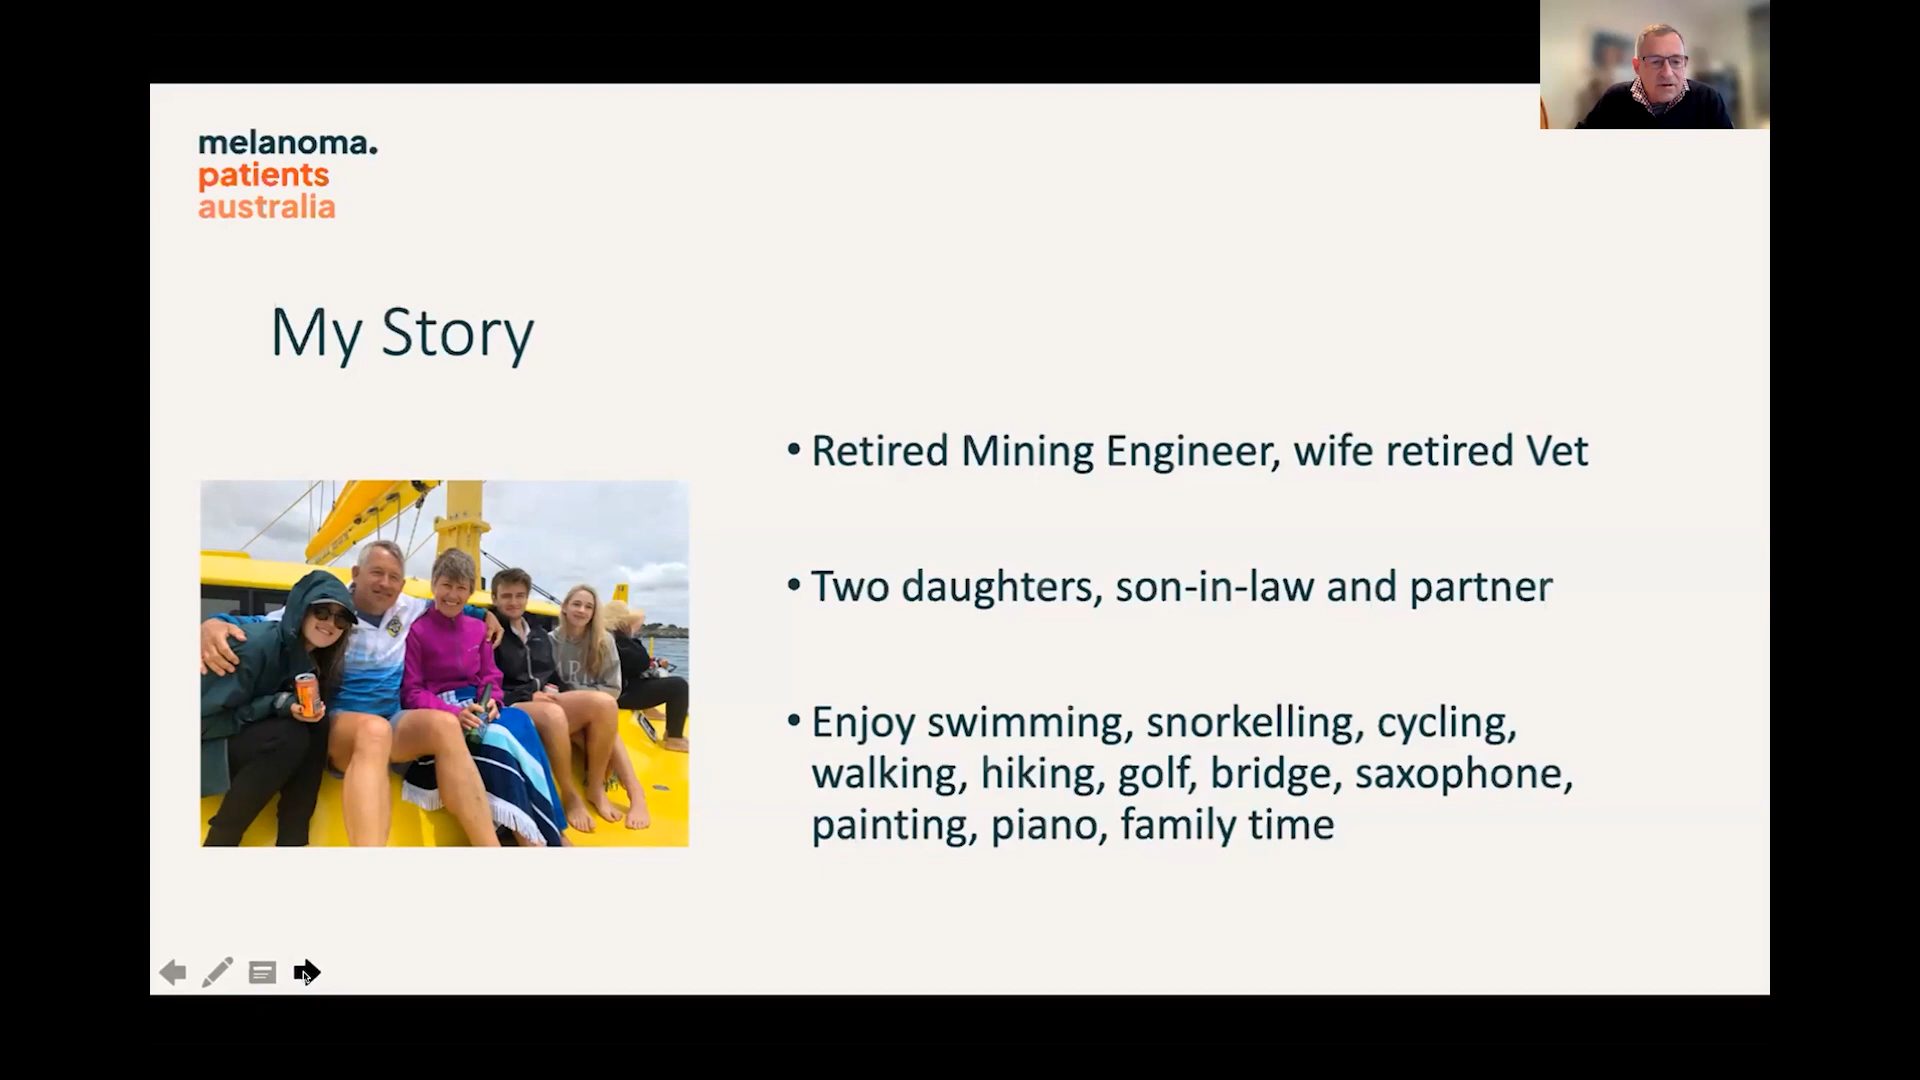 melanoma.
patients
australia
My Story
• Retired Mining Engineer, wife retired Vet
• Two daughters, son-in-law and partner
• Enjoy swimming, snorkelling, cycling,
walking, hiking, golf, bridge, saxophone,
painting, piano, family time